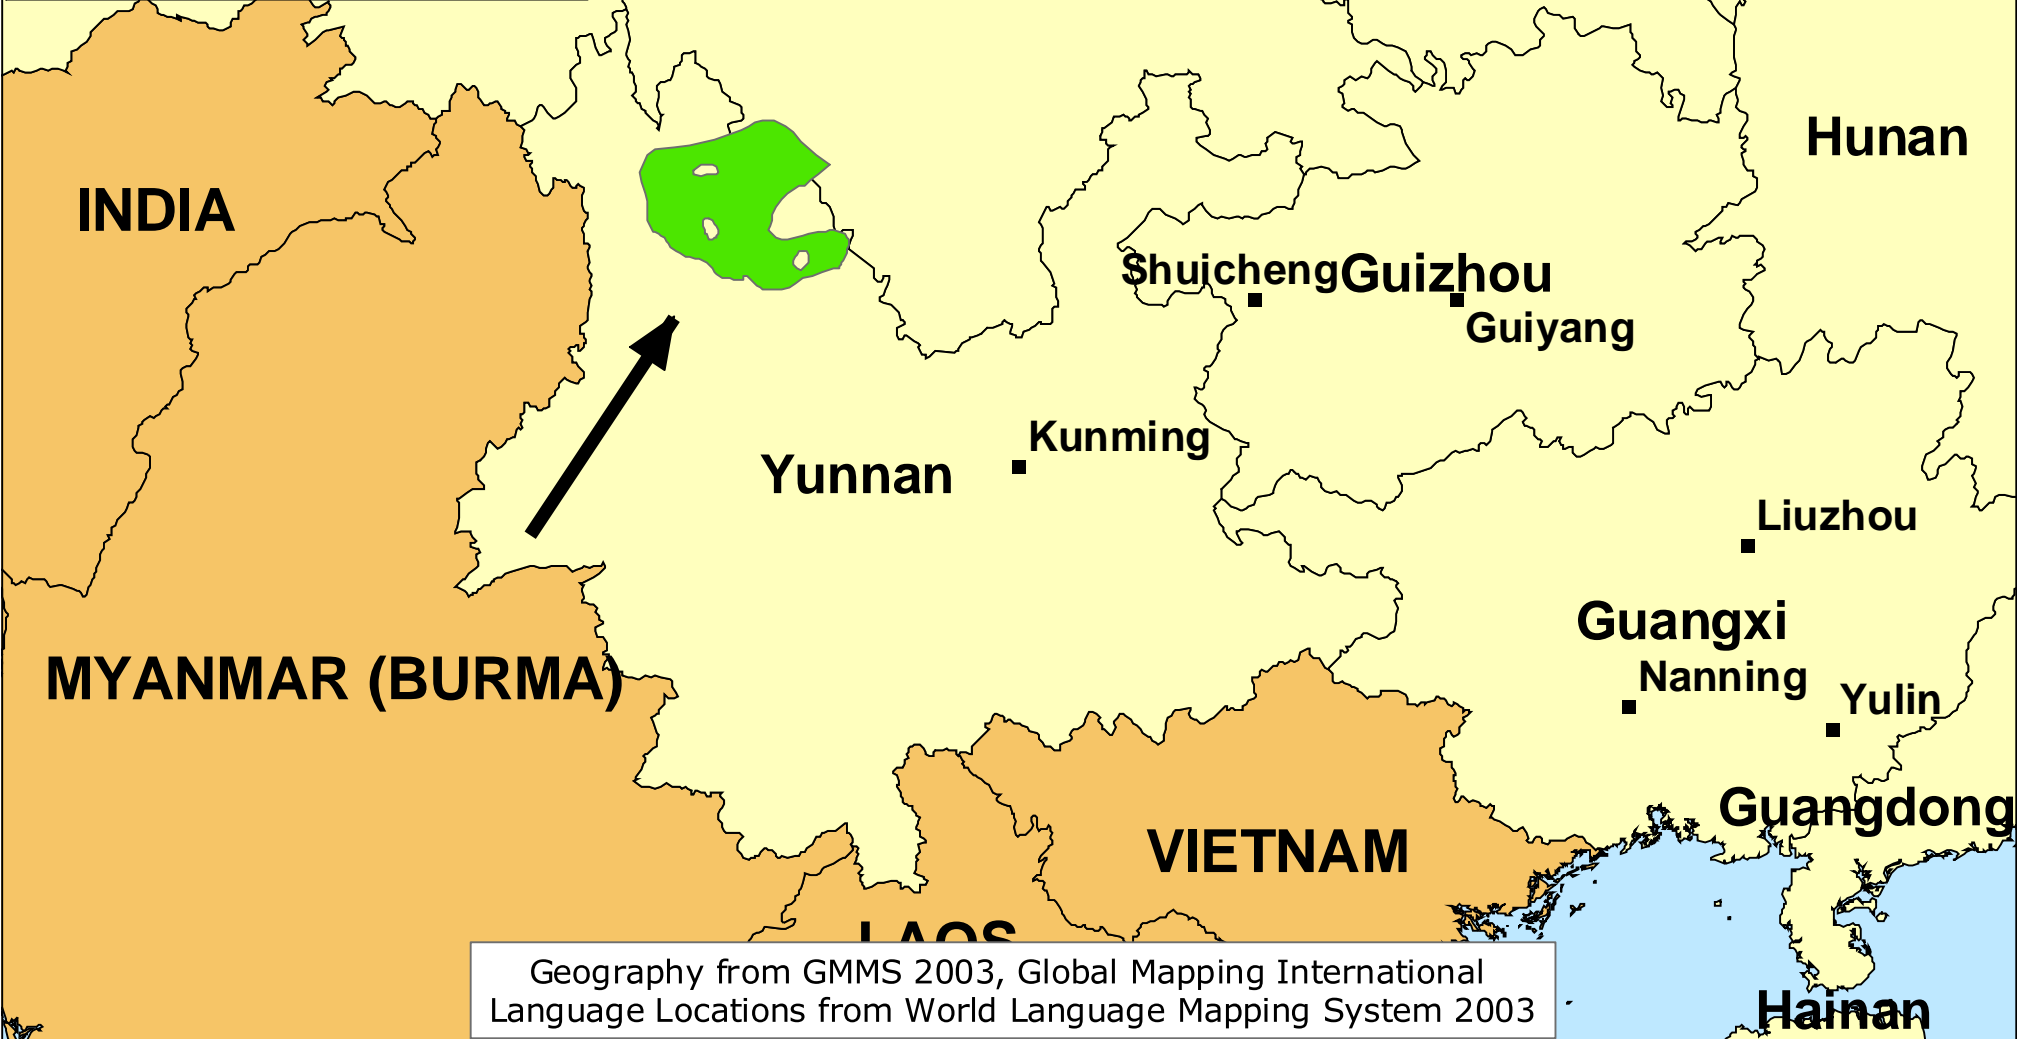 Hunan
INDIA
Shuicheng
Guizhou
Guiyang
Kunming
Yunnan
Liuzhou
Guangxi
MYANMAR (BURMA)
Nanning
Yulin
Guangdong
VIETNAM
LAOS
Geography from GMMS 2003, Global Mapping International
Language Locations from World Language Mapping System 2003
Hainan